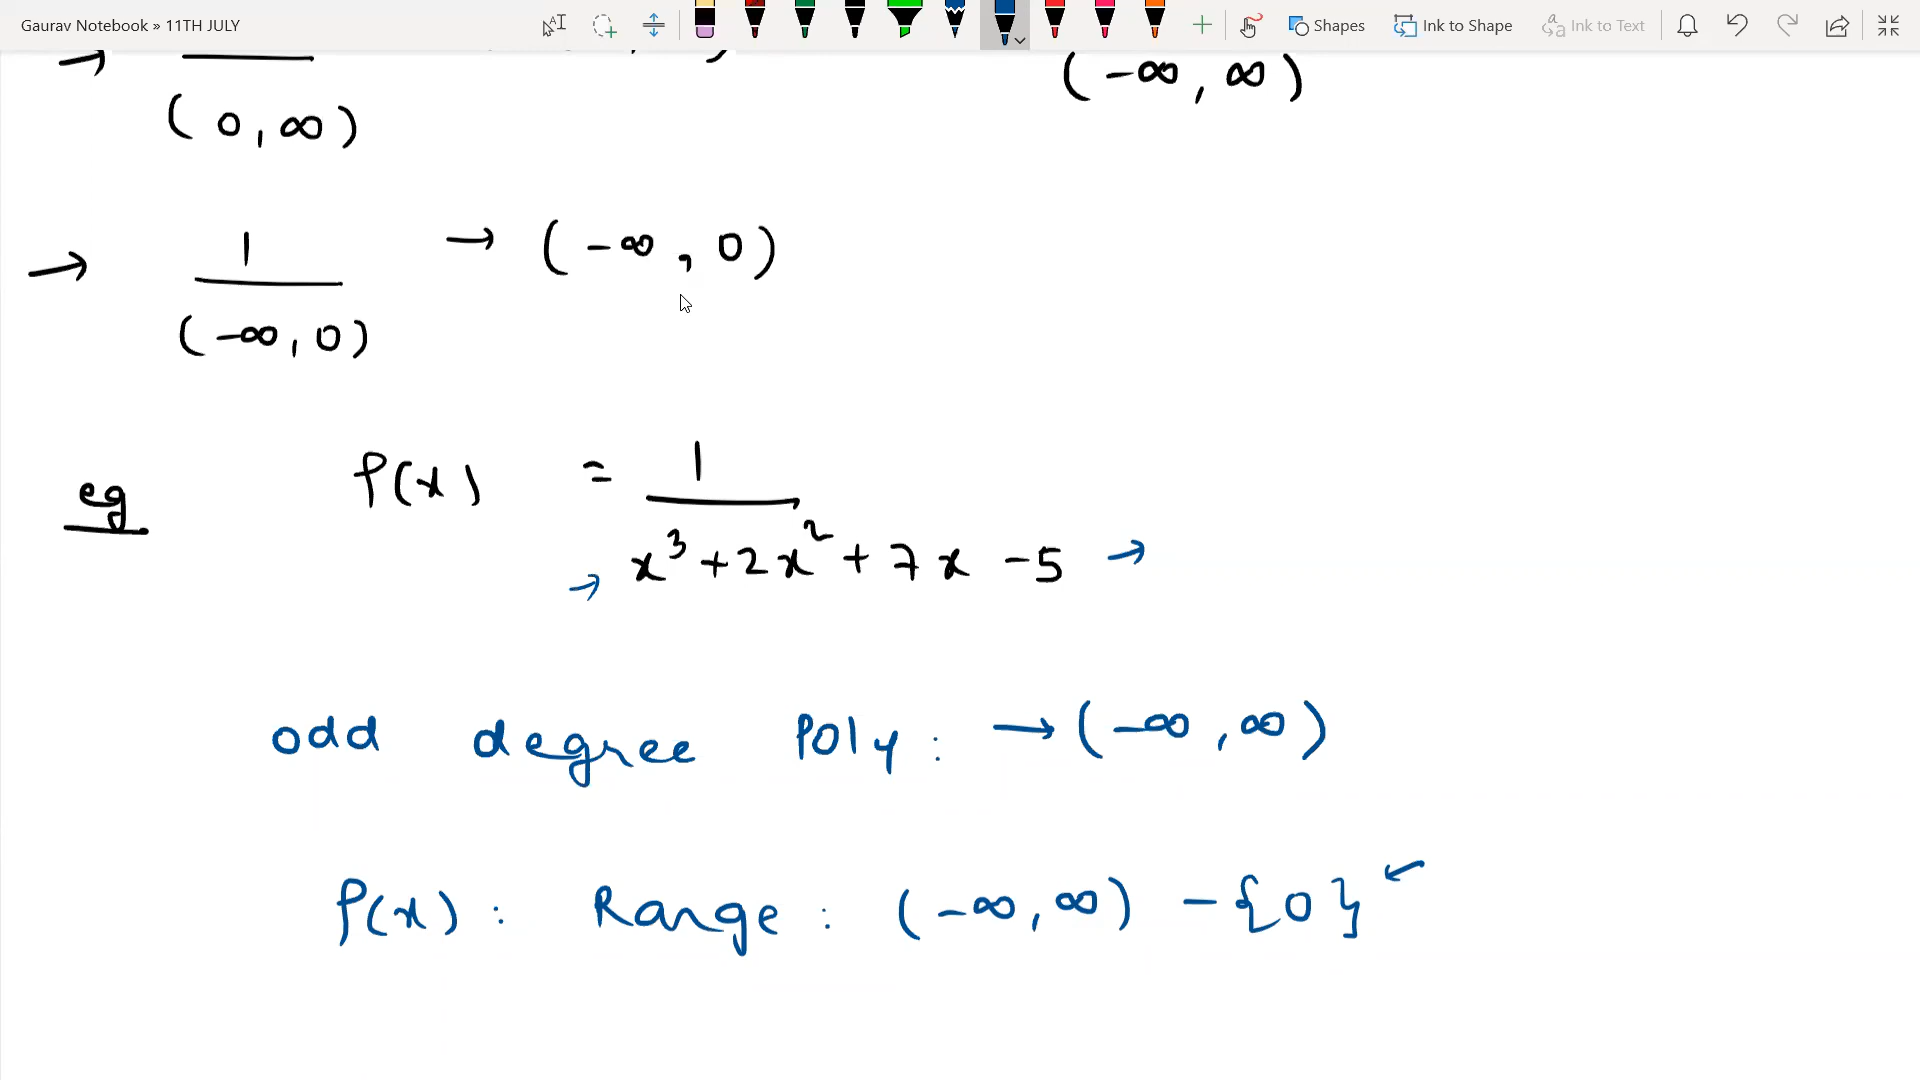 Gaurav Notebook » 11TH JULY
Shapes
Ink to Shape
Ink to Text
→ ( 0 , ∞ )
( -∞ , ∞ )
→ 1 / ( -∞ , 0 ) → ( -∞ , 0 )
eg f(x) = 1 / x³ + 2x² + 7x - 5 →
→
odd degree Poly : → ( -∞ , ∞ )
f(x) : Range : ( -∞ , ∞ ) - {0}